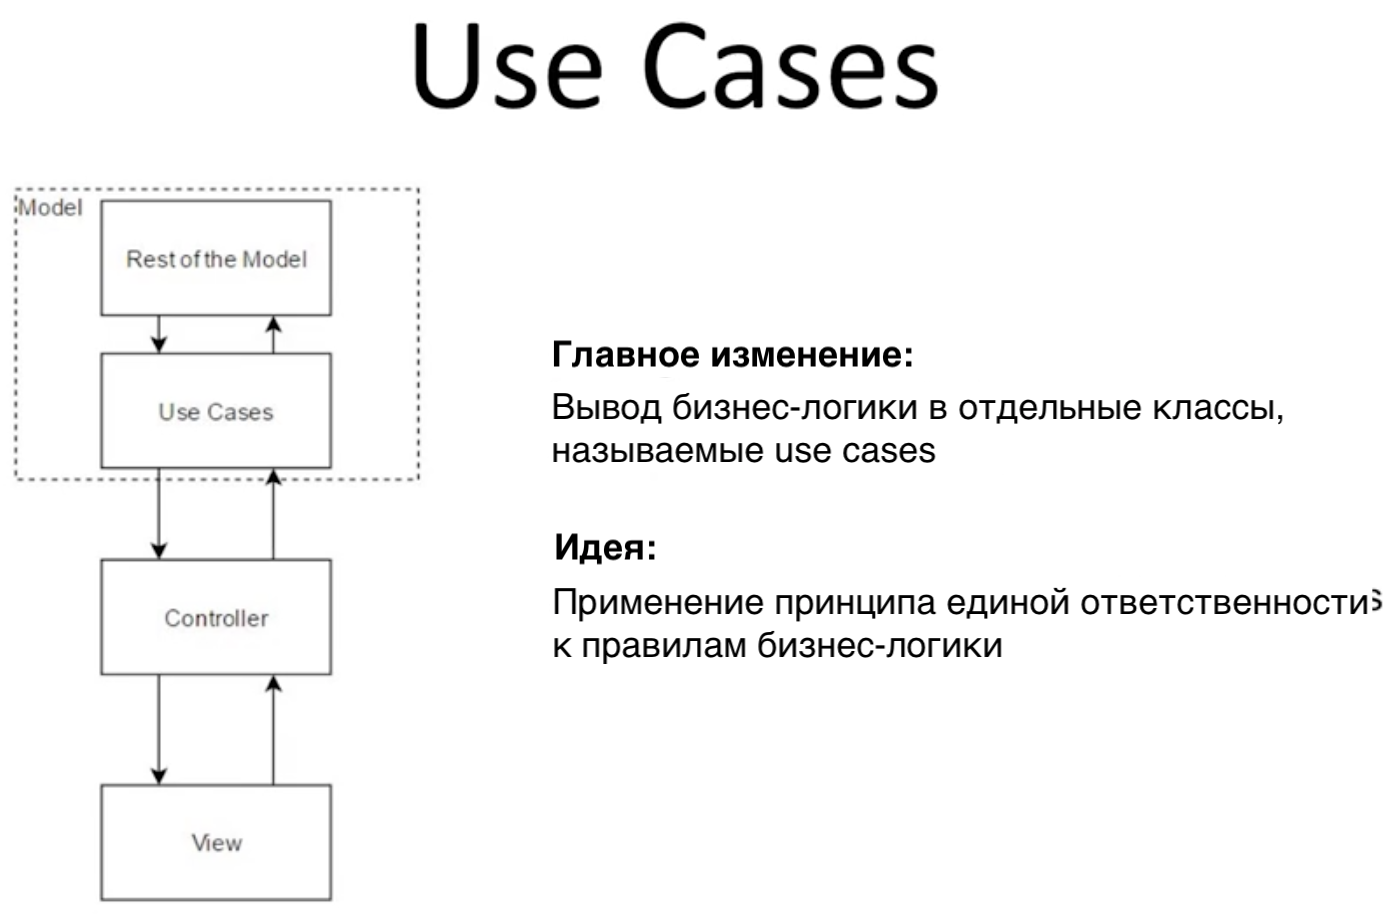 Use Cases
Model
Rest of the Model
Use Cases
Controller
View
Главное изменение:
Вывод бизнес-логики в отдельные классы,
называемые use cases
Идея:
Применение принципа единой ответственностиs
к правилам бизнес-логики